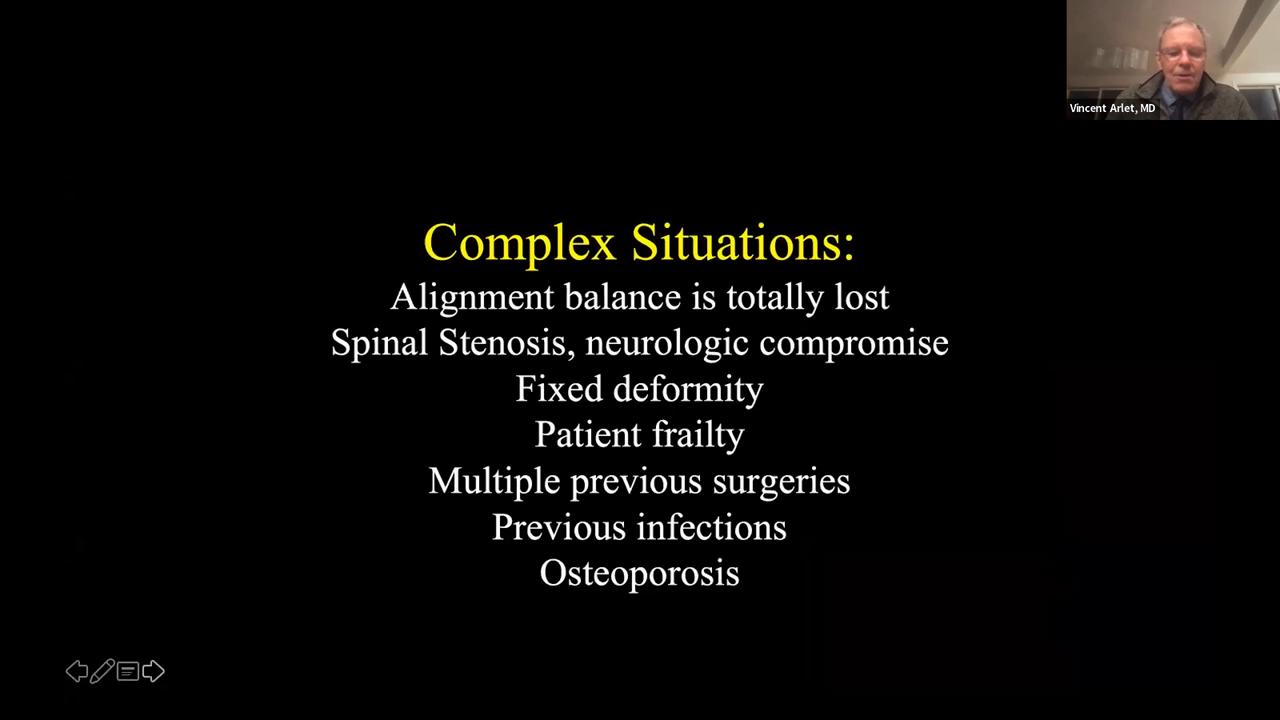 Vincent Arlet, MD
Complex Situations:
Alignment balance is totally lost
Spinal Stenosis, neurologic compromise
Fixed deformity
Patient frailty
Multiple previous surgeries
Previous infections
Osteoporosis